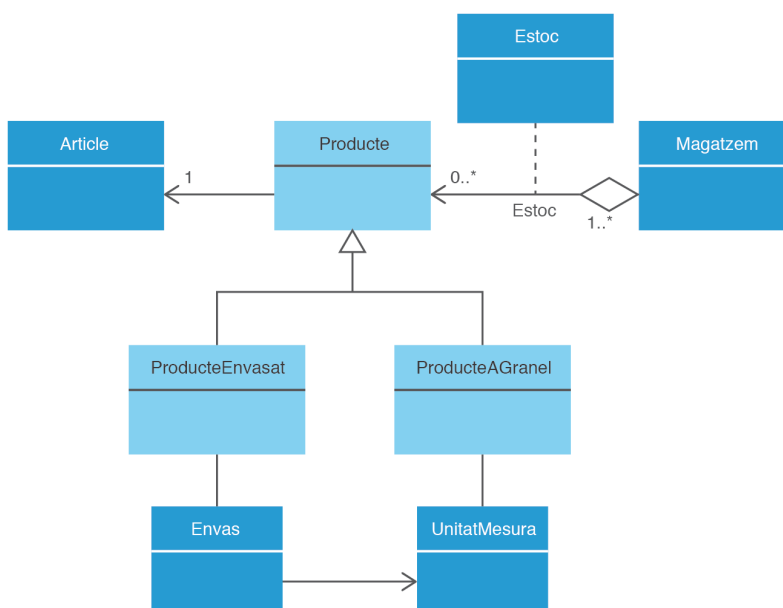 Estoc
Article
Producte
Magatzem
1
0..*
Estoc
1..*
ProducteEnvasat
ProducteAGranel
Envas
UnitatMesura